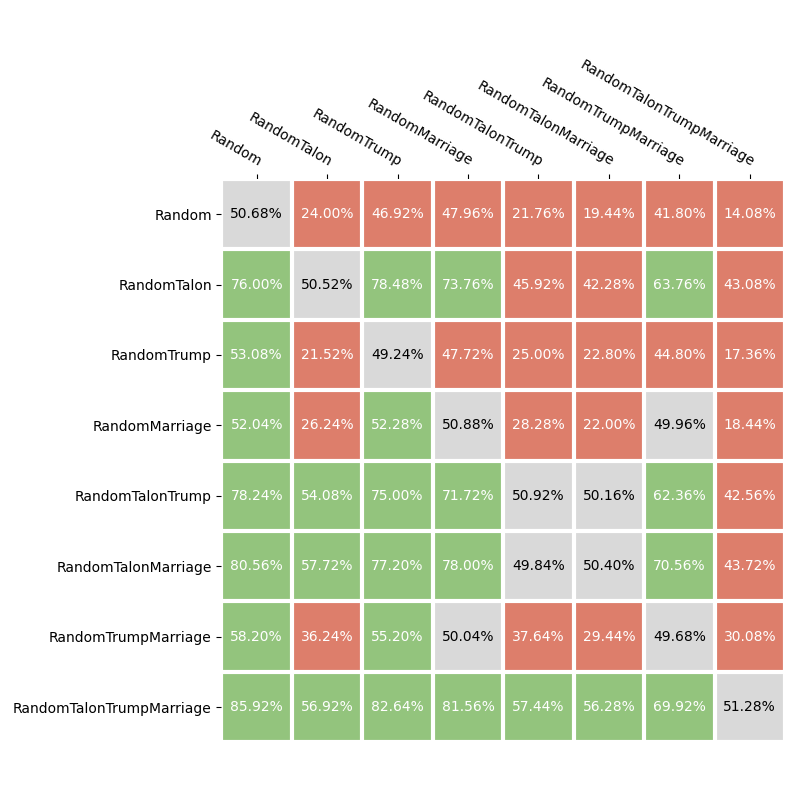 Random
RandomTalon
RandomTrump
RandomMarriage
RandomTalonTrump
RandomTalonMarriage
RandomTrumpMarriage
RandomTalonTrumpMarriage
Random 50.68% 24.00% 46.92% 47.96% 21.76% 19.44% 41.80% 14.08%
RandomTalon 76.00% 50.52% 78.48% 73.76% 45.92% 42.28% 63.76% 43.08%
RandomTrump 53.08% 21.52% 49.24% 47.72% 25.00% 22.80% 44.80% 17.36%
RandomMarriage 52.04% 26.24% 52.28% 50.88% 28.28% 22.00% 49.96% 18.44%
RandomTalonTrump 78.24% 54.08% 75.00% 71.72% 50.92% 50.16% 62.36% 42.56%
RandomTalonMarriage 80.56% 57.72% 77.20% 78.00% 49.84% 50.40% 70.56% 43.72%
RandomTrumpMarriage 58.20% 36.24% 55.20% 50.04% 37.64% 29.44% 49.68% 30.08%
RandomTalonTrumpMarriage 85.92% 56.92% 82.64% 81.56% 57.44% 56.28% 69.92% 51.28%